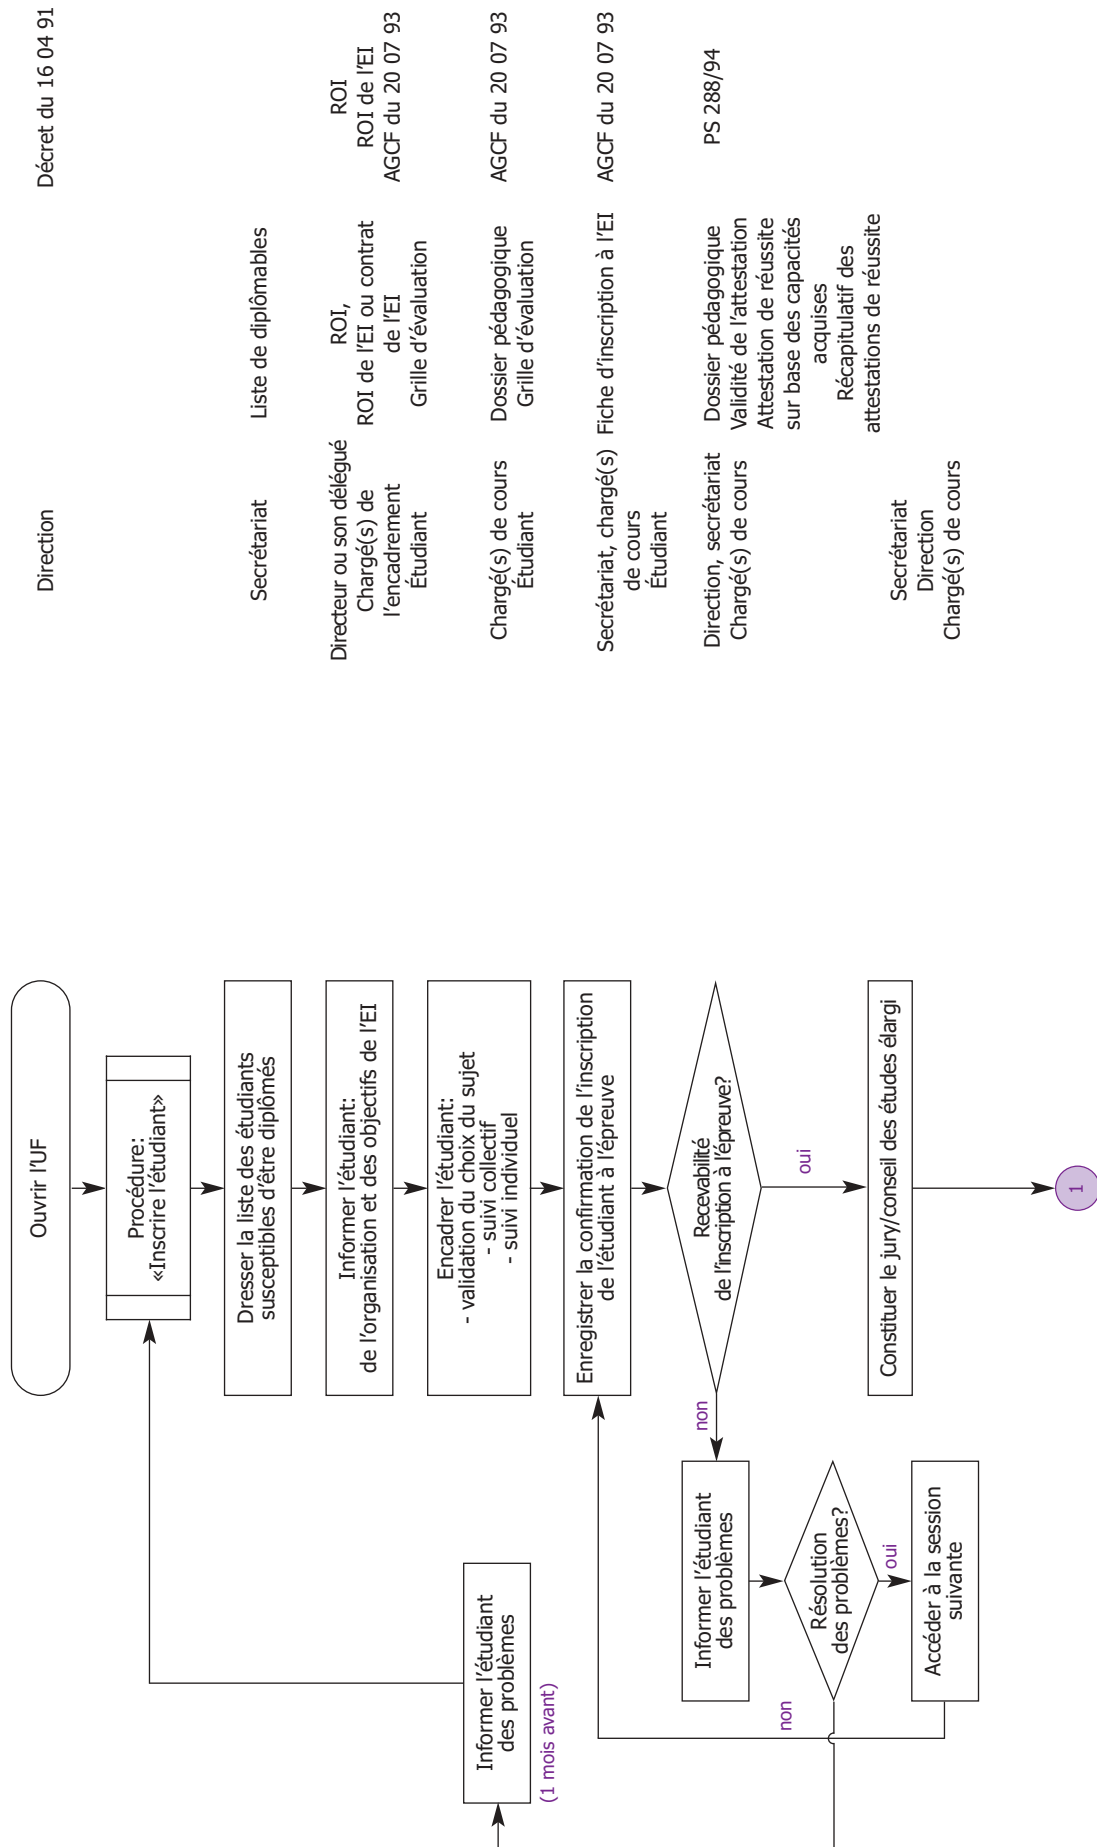 Ouvrir l'UF
Direction
Décret du 16 04 91
Procédure:
«Inscrire l'étudiant»
Dresser la liste des étudiants
susceptibles d'être diplômés
Secrétariat
Liste de diplômables
Informer l'étudiant:
de l'organisation et des objectifs de l'EI
Directeur ou son délégué
Chargé(s) de
l'encadrement
Étudiant
ROI,
ROI de l'EI ou contrat
de l'EI
Grille d'évaluation
ROI
ROI de l'EI
AGCF du 20 07 93
Informer l'étudiant
des problèmes
(1 mois avant)
Encadrer l'étudiant:
- validation du choix du sujet
- suivi collectif
- suivi individuel
Chargé(s) de cours
Étudiant
Dossier pédagogique
Grille d'évaluation
AGCF du 20 07 93
Enregistrer la confirmation de l'inscription
de l'étudiant à l'épreuve
Secrétariat, chargé(s)
de cours
Étudiant
Fiche d'inscription à l'EI
AGCF du 20 07 93
Informer l'étudiant
des problèmes
non
Recevabilité
de l'inscription à l'épreuve?
oui
Direction, secrétariat
Chargé(s) de cours
Dossier pédagogique
Validité de l'attestation
Attestation de réussite
sur base des capacités
acquises
Récapitulatif des
attestations de réussite
PS 288/94
non
Résolution
des problèmes?
oui
Accéder à la session
suivante
Constituer le jury/conseil des études élargi
Secrétariat
Direction
Chargé(s) de cours
1